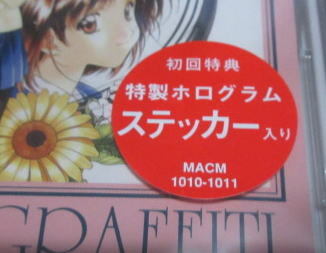 初回特典
特製ホログラム
ステッカー入り
MACM
1010-1011
GRAFFITI